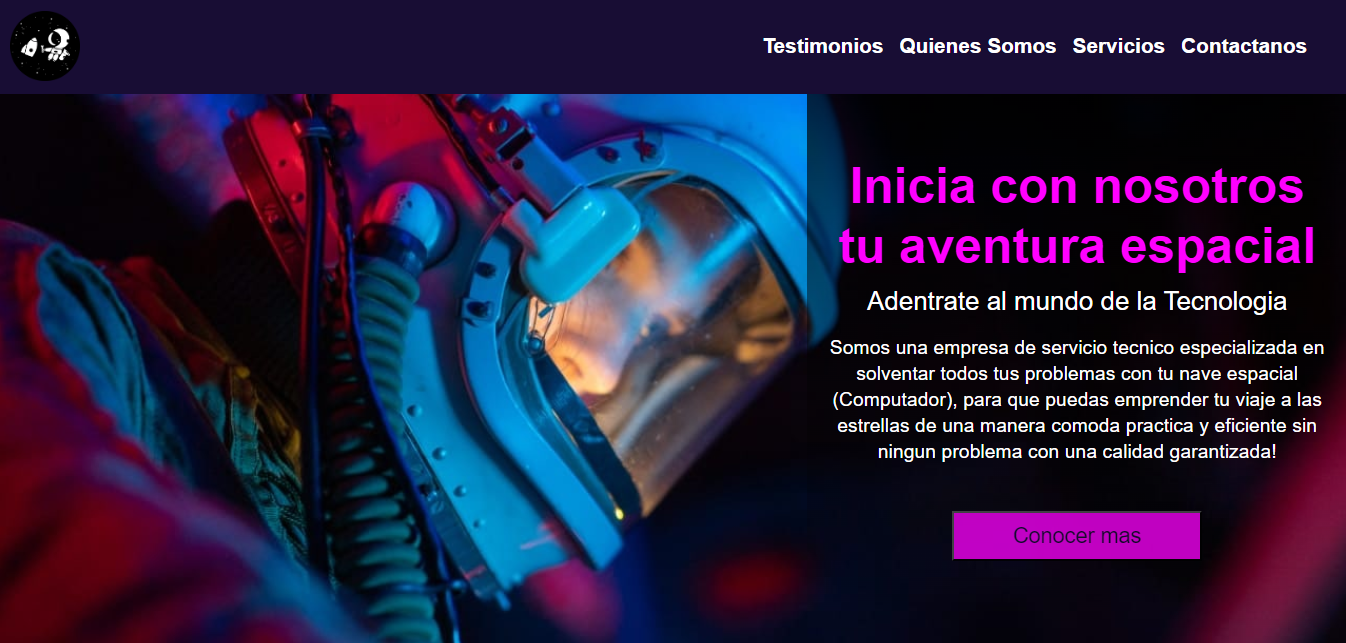 Testimonios Quienes Somos Servicios Contactanos
Inicia con nosotros
tu aventura espacial
Adentrate al mundo de la Tecnologia
Somos una empresa de servicio tecnico especializada en
solventar todos tus problemas con tu nave espacial
(Computador), para que puedas emprender tu viaje a las
estrellas de una manera comoda practica y eficiente sin
ningun problema con una calidad garantizada!
Conocer mas